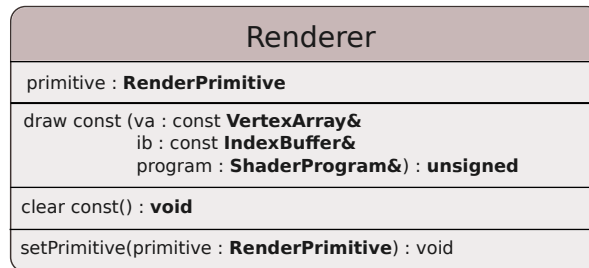 Renderer
primitive : RenderPrimitive
draw const (va : const VertexArray&
ib : const IndexBuffer&
program : ShaderProgram&) : unsigned
clear const() : void
setPrimitive(primitive : RenderPrimitive) : void